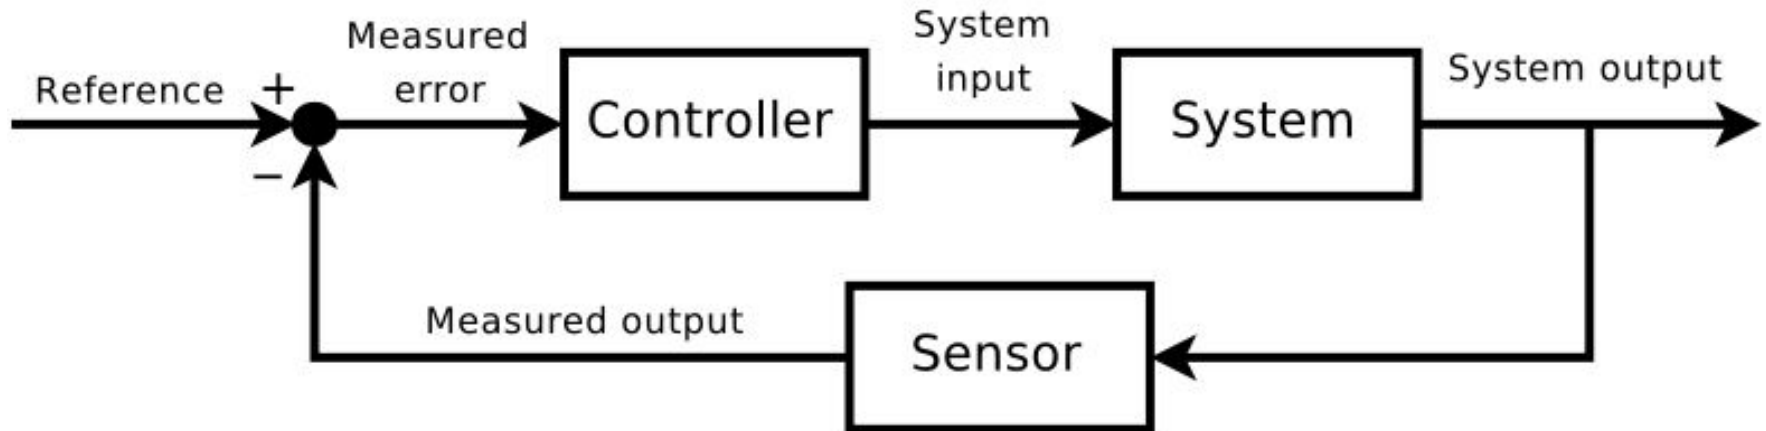 Reference
+
−
Measured
error
Controller
System
input
System
System output
Measured output
Sensor